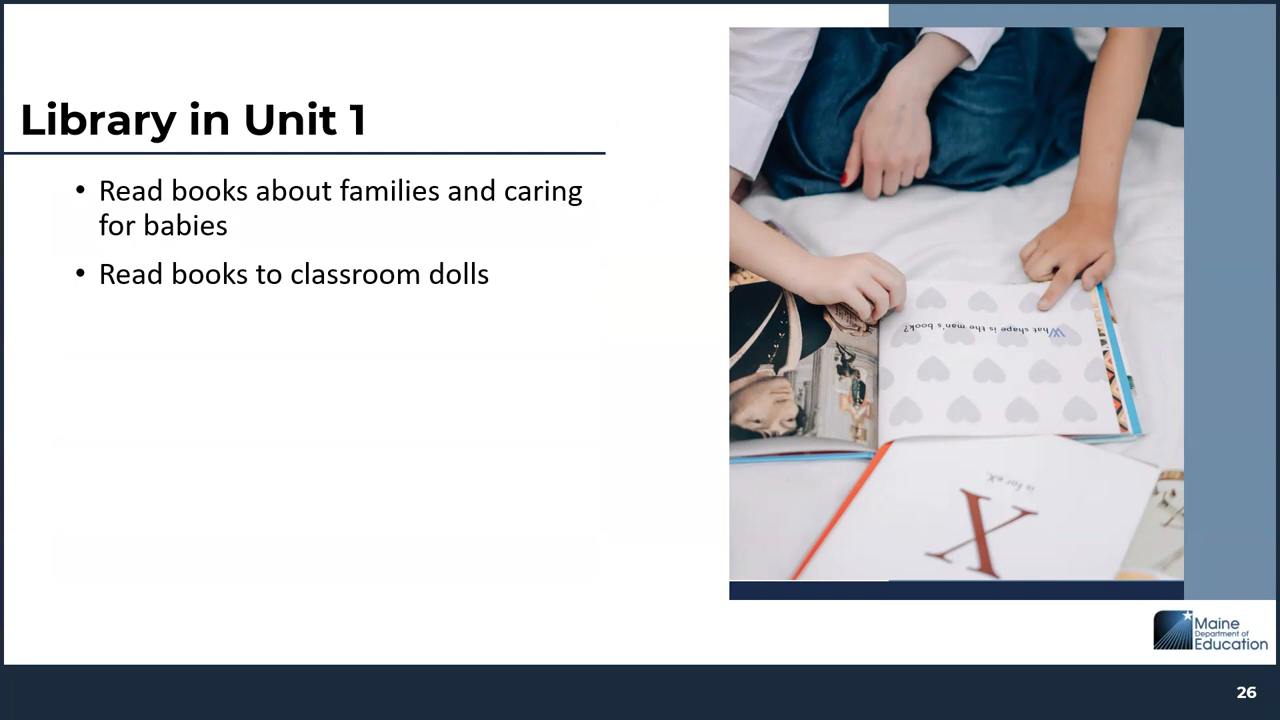 Library in Unit 1
• Read books about families and caring
for babies
• Read books to classroom dolls
What shape is the man's book?
is for eX.
X
Maine
Department of
Education
26